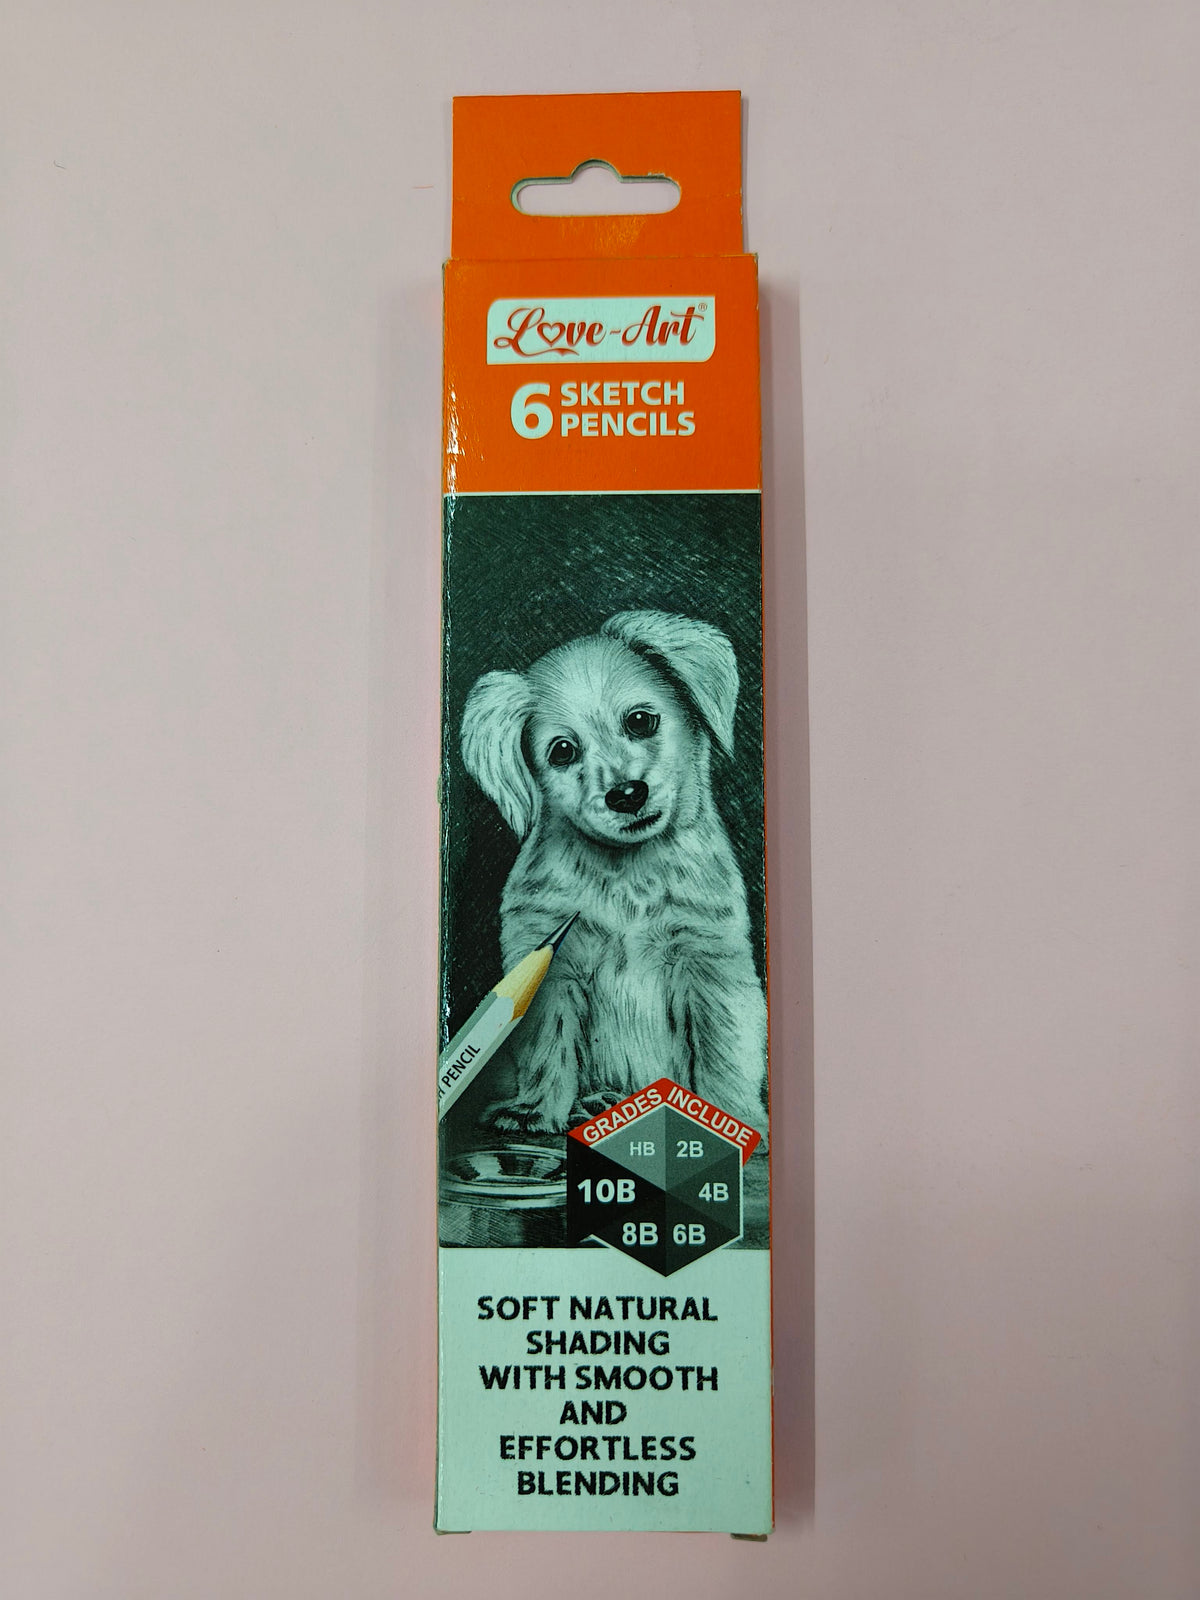 Love-Art®
6 SKETCH
PENCILS
PENCIL
GRADES INCLUDE
HB 2B
10B 4B
8B 6B
SOFT NATURAL
SHADING
WITH SMOOTH
AND
EFFORTLESS
BLENDING